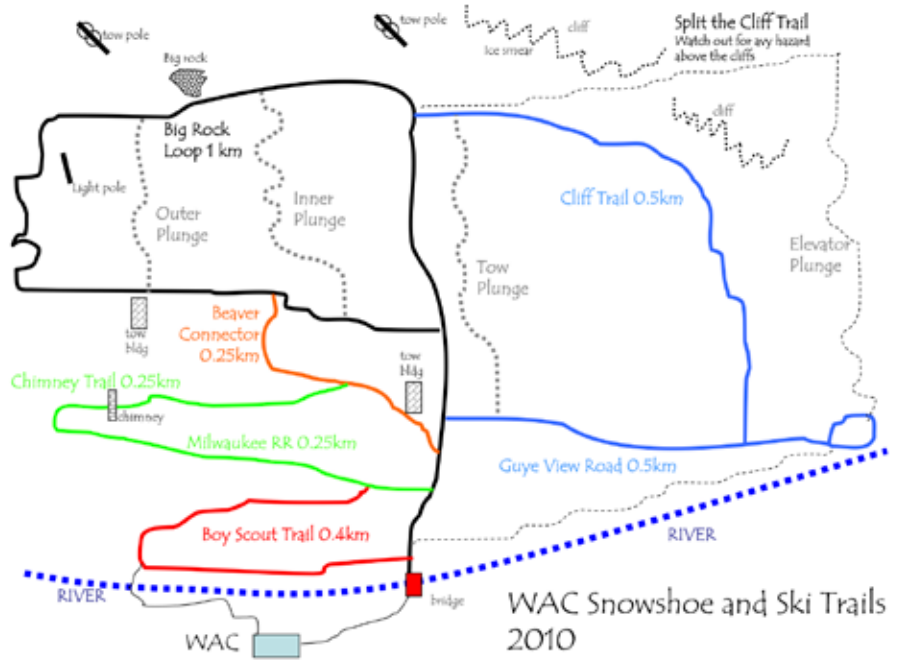 tow pole
tow pole
cliff
Ice smear
Split the Cliff Trail
Watch out for avy hazard
above the cliffs
Big rock
Big Rock
Loop 1 km
cliff
Light pole
Outer
Plunge
Inner
Plunge
Cliff Trail 0.5km
Tow
Plunge
Elevator
Plunge
tow
bldg
Beaver
Connector
0.25km
tow
bldg
Chimney Trail 0.25km
chimney
Milwaukee RR 0.25km
Guye View Road 0.5km
Boy Scout Trail 0.4km
RIVER
RIVER
bridge
WAC
WAC Snowshoe and Ski Trails
2010